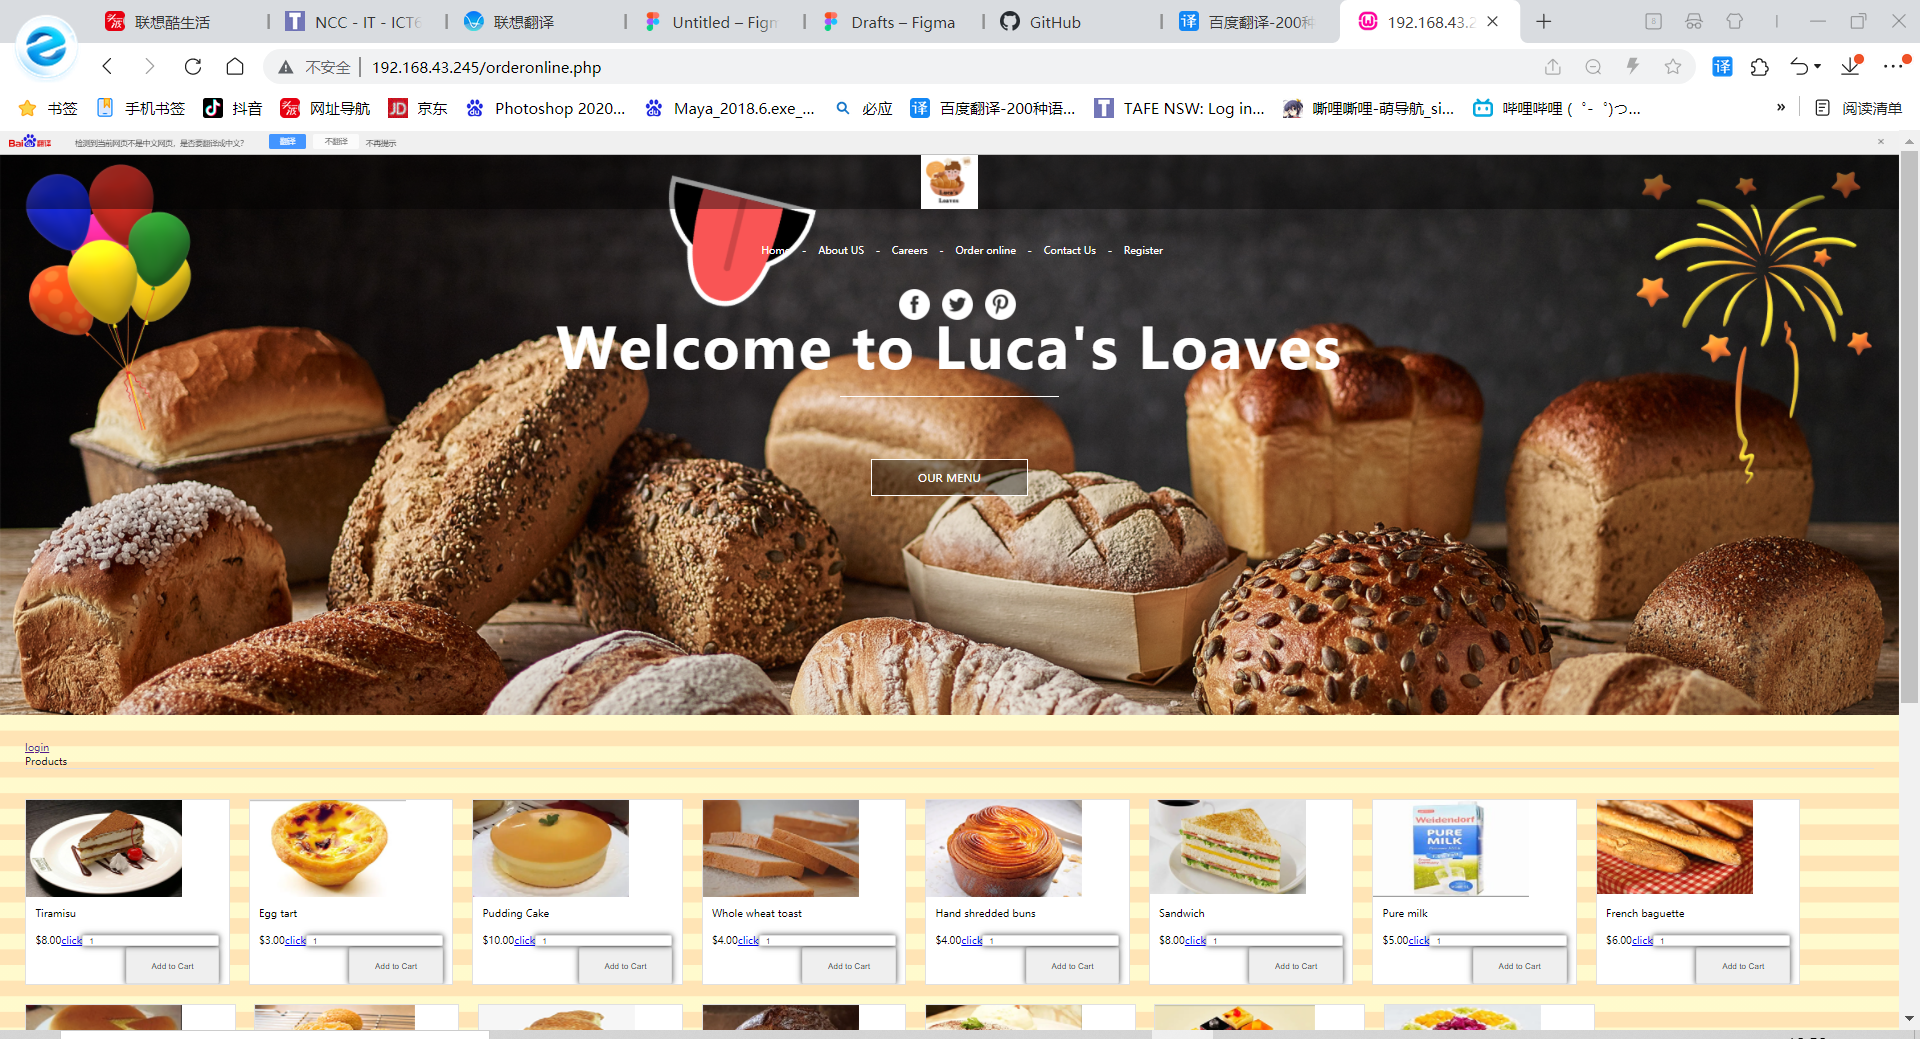 联想酷生活
NCC - IT - ICT6
联想翻译
Untitled – Figm
Drafts – Figma
GitHub
百度翻译-200种
192.168.43.2
不安全
192.168.43.245/orderonline.php
书签
手机书签
抖音
网址导航
京东
Photoshop 2020...
Maya_2018.6.exe_...
必应
百度翻译-200种语...
TAFE NSW: Log in...
嘶哩嘶哩-萌导航_si...
哔哩哔哩 (゜-゜)つ...
»
阅读清单
Bai 翻译
检测到当前网页不是中文网页，是否要翻译成中文?
翻译
不翻译
不再提示
Luca's
Loaves
Home - About US - Careers - Order online - Contact Us - Register
Welcome to Luca's Loaves
OUR MENU
login
Products
Weidendorf
PURE
MILK
Tiramisu
$8.00click 1
Add to Cart
Egg tart
$3.00click 1
Add to Cart
Pudding Cake
$10.00click 1
Add to Cart
Whole wheat toast
$4.00click 1
Add to Cart
Hand shredded buns
$4.00click 1
Add to Cart
Sandwich
$8.00click 1
Add to Cart
Pure milk
$5.00click 1
Add to Cart
French baguette
$6.00click 1
Add to Cart